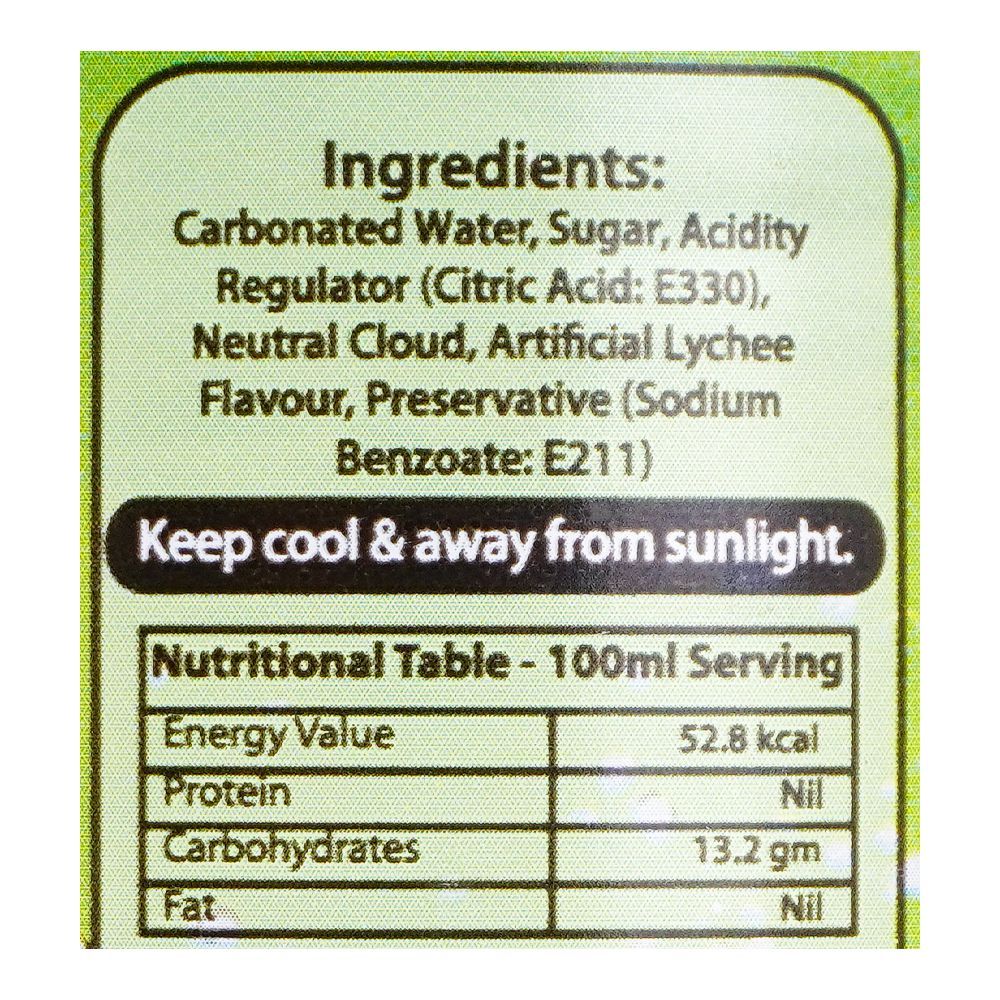 Ingredients:
Carbonated Water, Sugar, Acidity
Regulator (Citric Acid: E330),
Neutral Cloud, Artificial Lychee
Flavour, Preservative (Sodium
Benzoate: E211)
Keep cool & away from sunlight.
Nutritional Table - 100ml Serving
Energy Value 52.8 kcal
Protein Nil
Carbohydrates 13.2 gm
Fat Nil